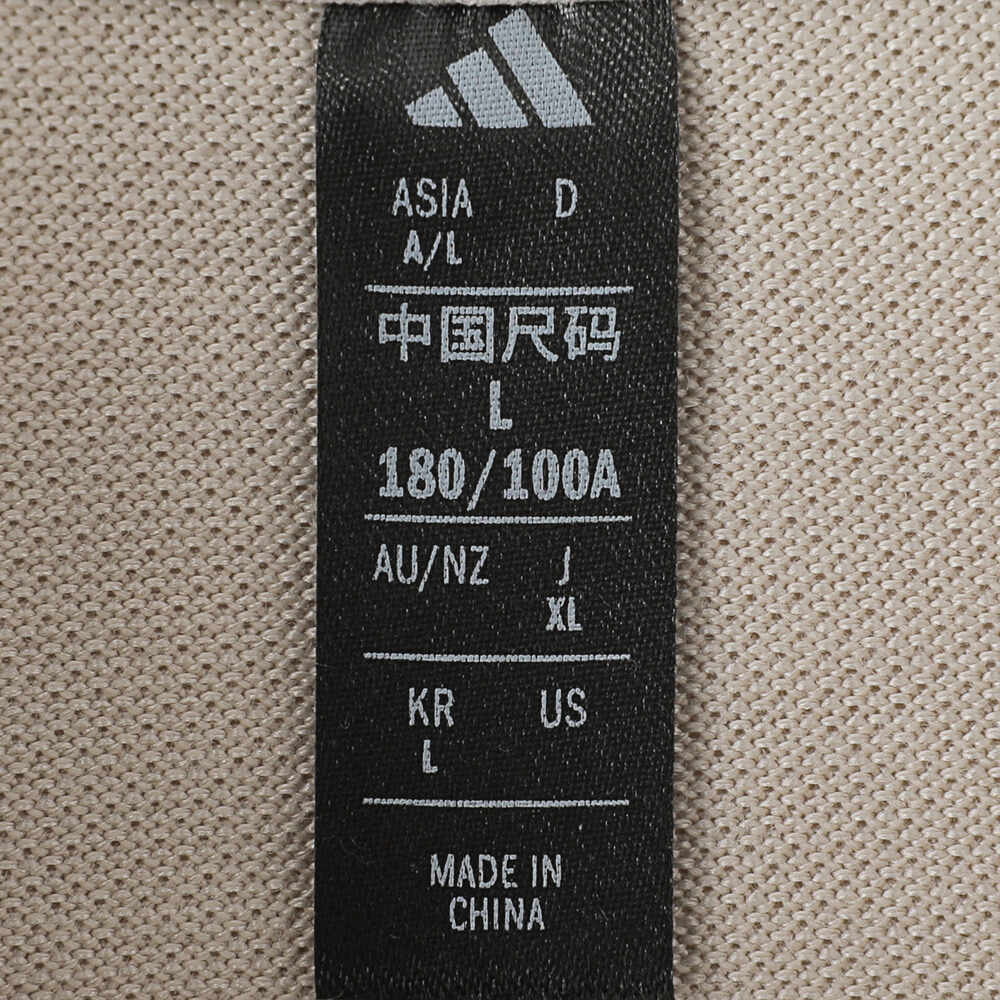 ASIA D
A/L
中国尺码
L
180/100A
AU/NZ J
XL
KR US
L
MADE IN
CHINA